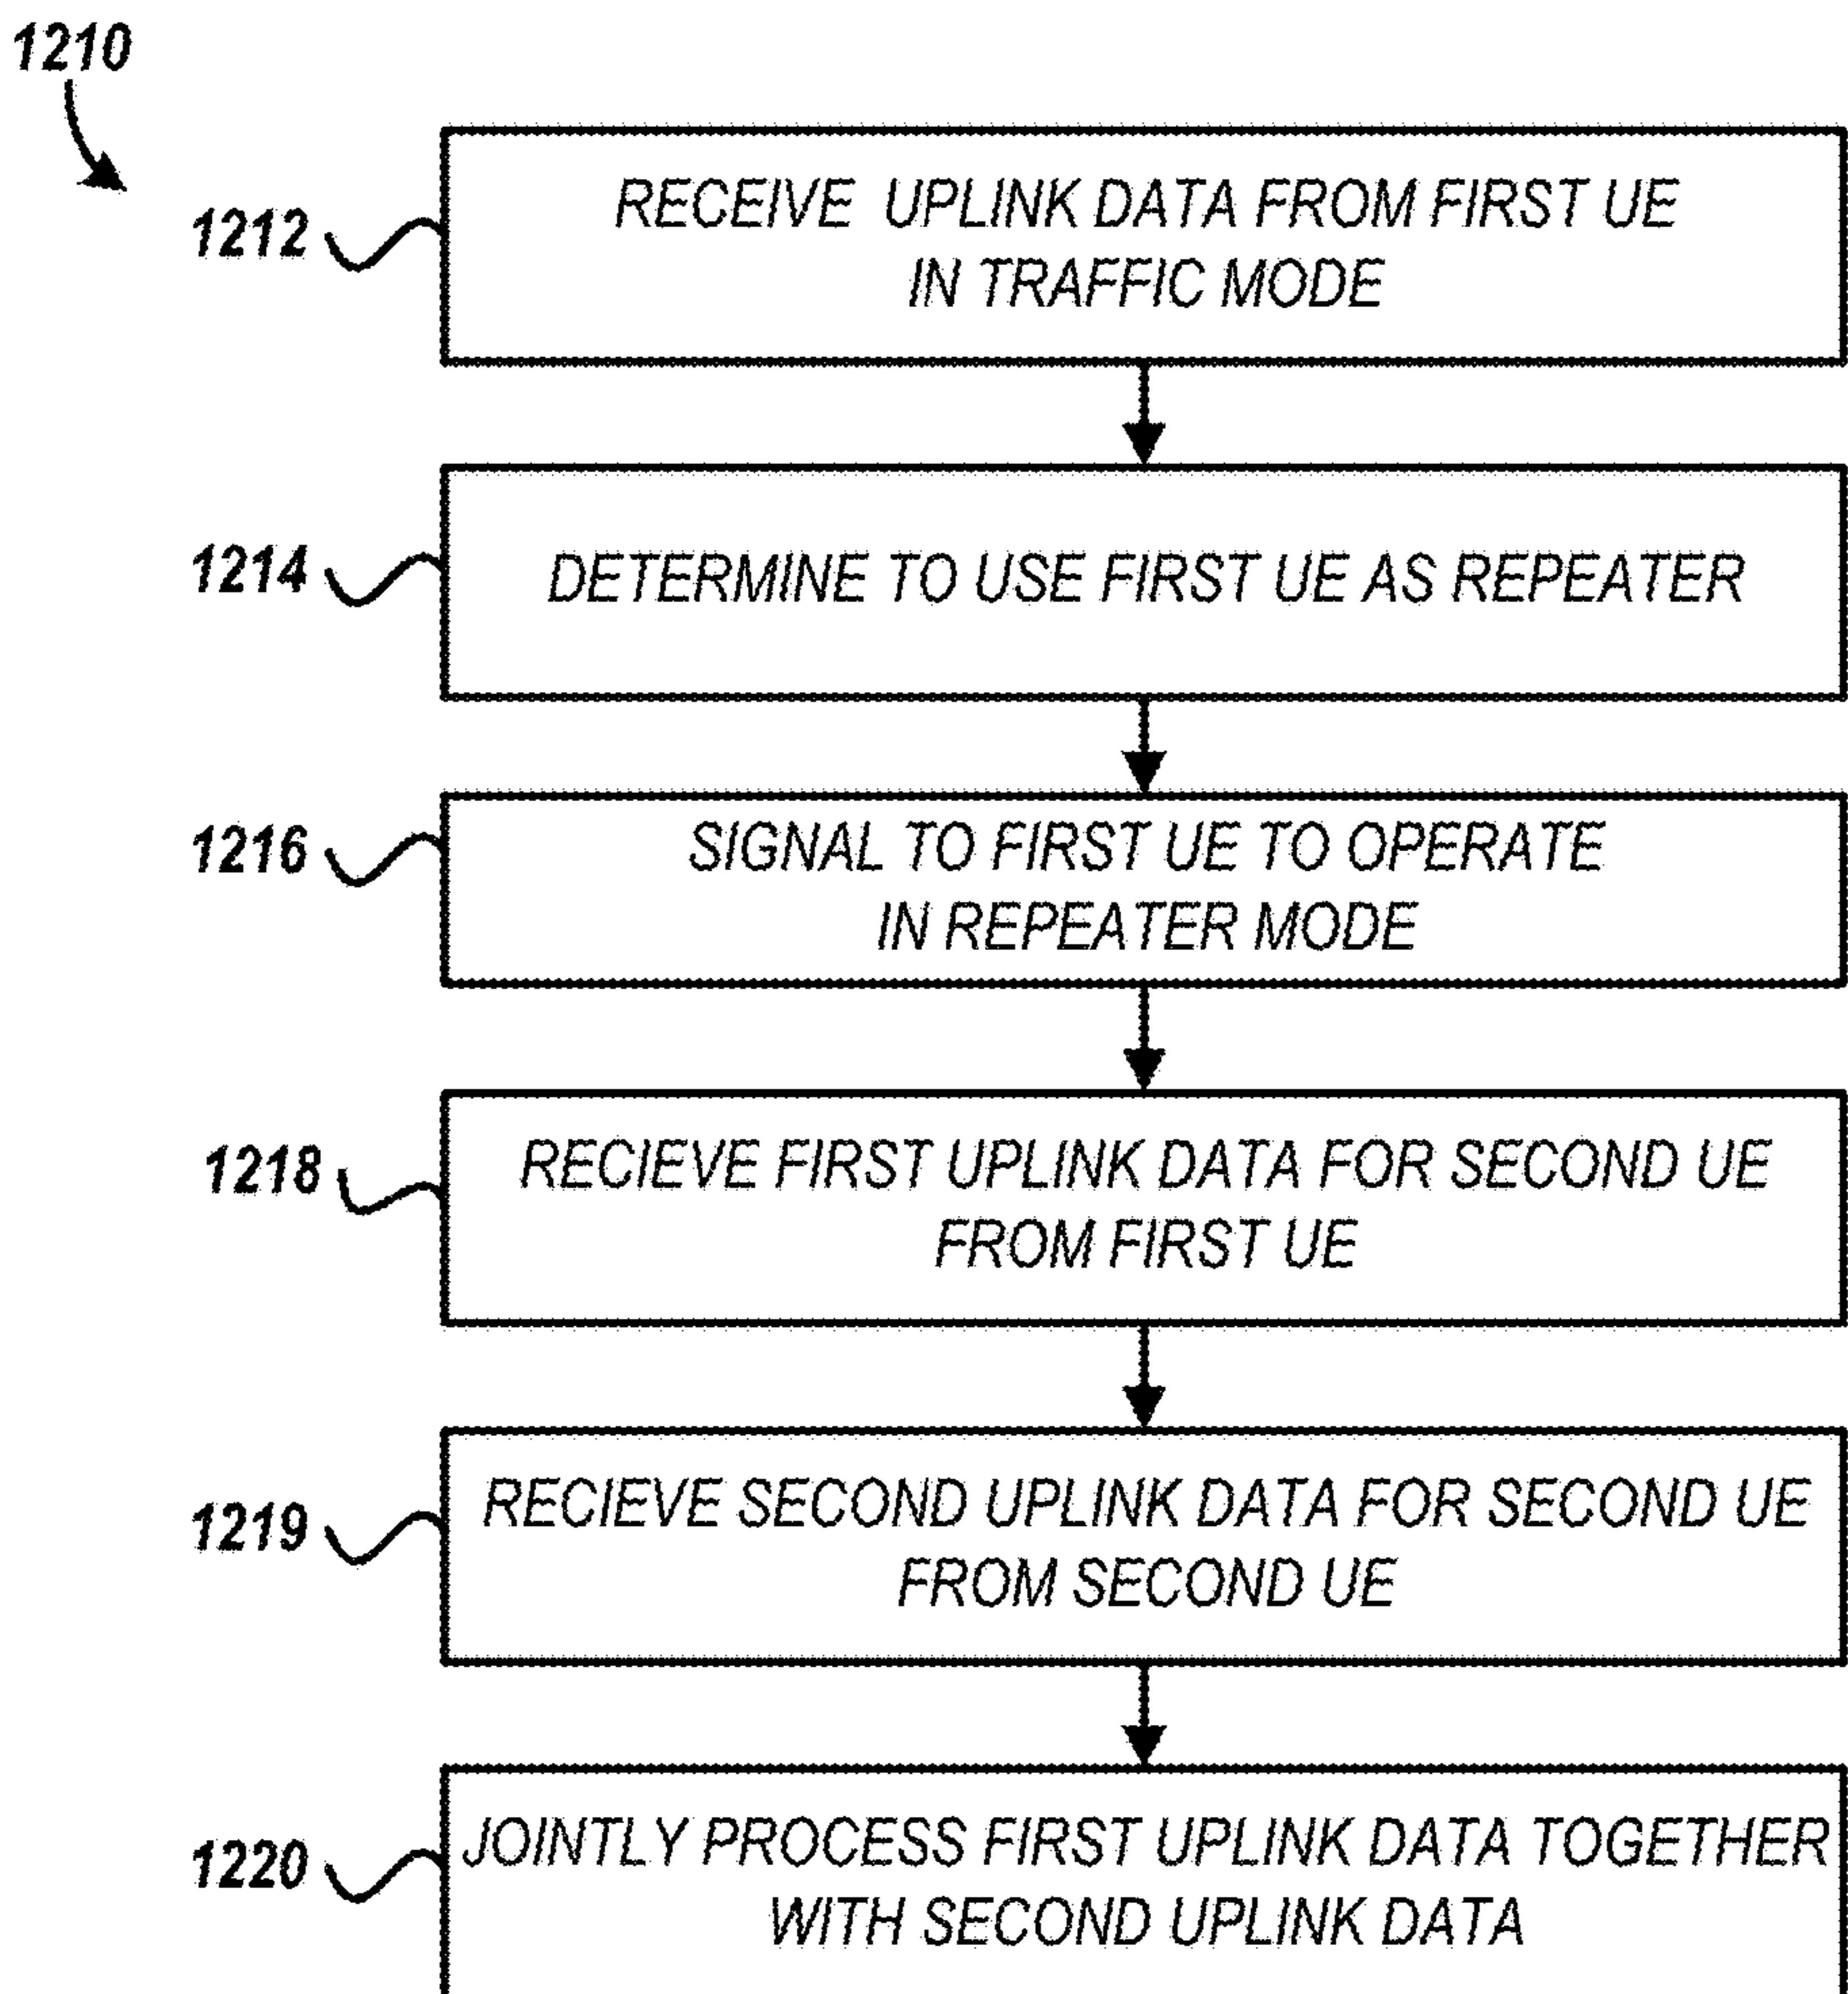 1210
1212
RECEIVE UPLINK DATA FROM FIRST UE
IN TRAFFIC MODE
1214
DETERMINE TO USE FIRST UE AS REPEATER
1216
SIGNAL TO FIRST UE TO OPERATE
IN REPEATER MODE
1218
RECIEVE FIRST UPLINK DATA FOR SECOND UE
FROM FIRST UE
1219
RECIEVE SECOND UPLINK DATA FOR SECOND UE
FROM SECOND UE
1220
JOINTLY PROCESS FIRST UPLINK DATA TOGETHER
WITH SECOND UPLINK DATA